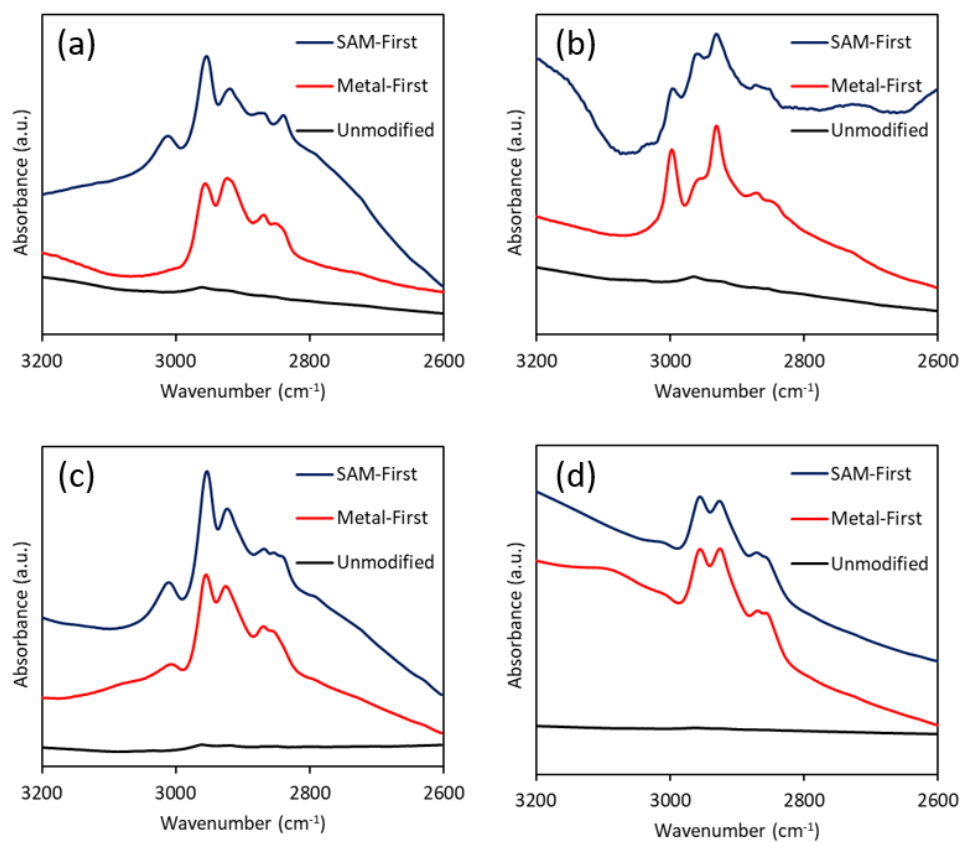 (a)
SAM-First
Metal-First
Unmodified
Absorbance (a.u.)
3200 3000 2800 2600
Wavenumber (cm⁻¹)
(b)
SAM-First
Metal-First
Unmodified
Absorbance (a.u.)
3200 3000 2800 2600
Wavenumber (cm⁻¹)
(c)
SAM-First
Metal-First
Unmodified
Absorbance (a.u.)
3200 3000 2800 2600
Wavenumber (cm⁻¹)
(d)
SAM-First
Metal-First
Unmodified
Absorbance (a.u.)
3200 3000 2800 2600
Wavenumber (cm⁻¹)